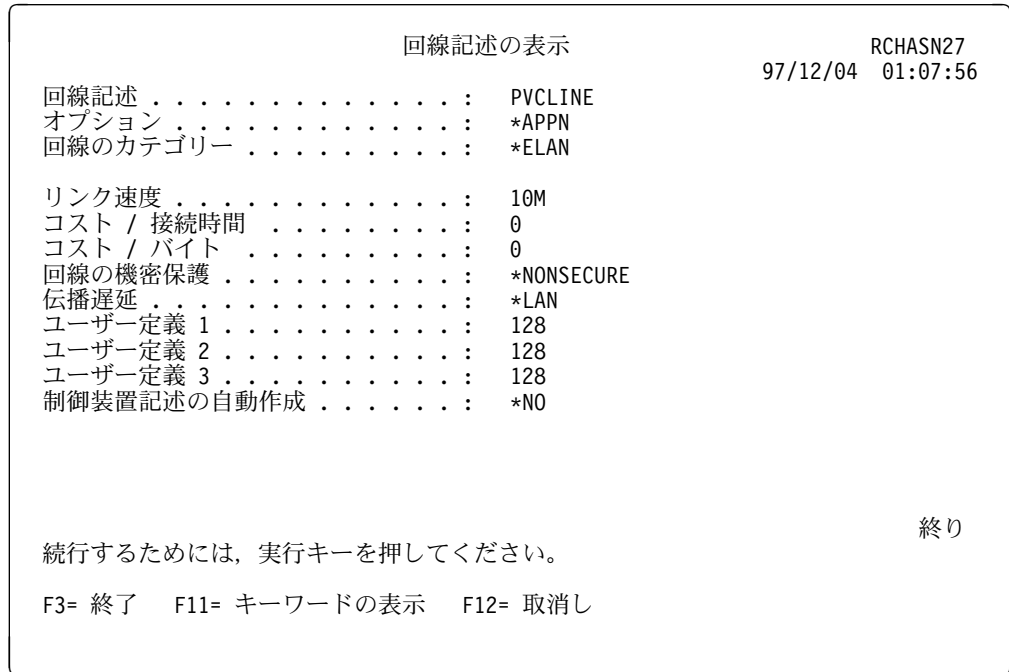 回線記述の表示 RCHASN27
97/12/04 01:07:56
回線記述 . . . . . . . . . . . . . : PVCLINE
オプション . . . . . . . . . . . . : *APPN
回線のカテゴリー . . . . . . . . . : *ELAN
リンク速度 . . . . . . . . . . . . : 10M
コスト / 接続時間 . . . . . . . . : 0
コスト / バイト . . . . . . . . . : 0
回線の機密保護 . . . . . . . . . . : *NONSECURE
伝播遅延 . . . . . . . . . . . . . : *LAN
ユーザー定義 1 . . . . . . . . . . : 128
ユーザー定義 2 . . . . . . . . . . : 128
ユーザー定義 3 . . . . . . . . . . : 128
制御装置記述の自動作成 . . . . . . : *NO
終り
続行するためには，実行キーを押してください。
F3= 終了 F11= キーワードの表示 F12= 取消し